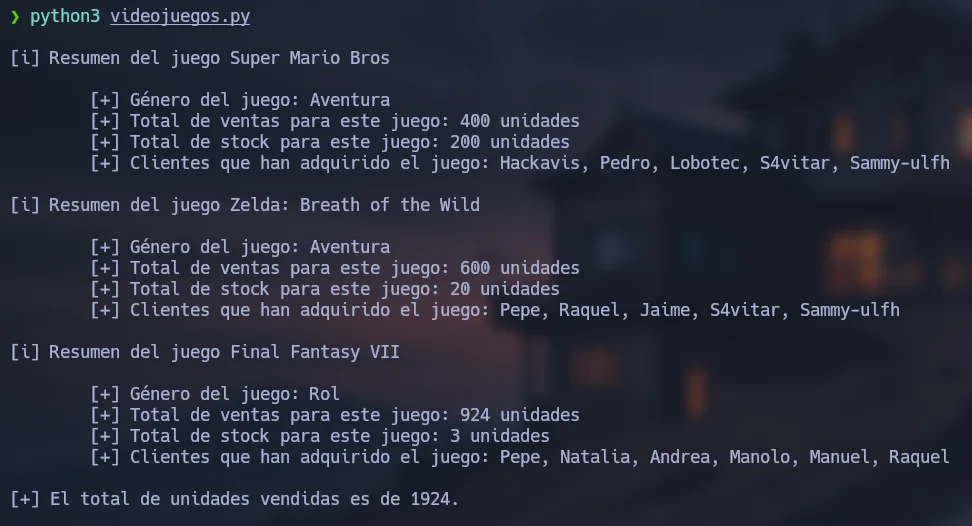 ❯ python3 videojuegos.py
[i] Resumen del juego Super Mario Bros
[+] Género del juego: Aventura
[+] Total de ventas para este juego: 400 unidades
[+] Total de stock para este juego: 200 unidades
[+] Clientes que han adquirido el juego: Hackavis, Pedro, Lobotec, S4vitar, Sammy-ulfh
[i] Resumen del juego Zelda: Breath of the Wild
[+] Género del juego: Aventura
[+] Total de ventas para este juego: 600 unidades
[+] Total de stock para este juego: 20 unidades
[+] Clientes que han adquirido el juego: Pepe, Raquel, Jaime, S4vitar, Sammy-ulfh
[i] Resumen del juego Final Fantasy VII
[+] Género del juego: Rol
[+] Total de ventas para este juego: 924 unidades
[+] Total de stock para este juego: 3 unidades
[+] Clientes que han adquirido el juego: Pepe, Natalia, Andrea, Manolo, Manuel, Raquel
[+] El total de unidades vendidas es de 1924.